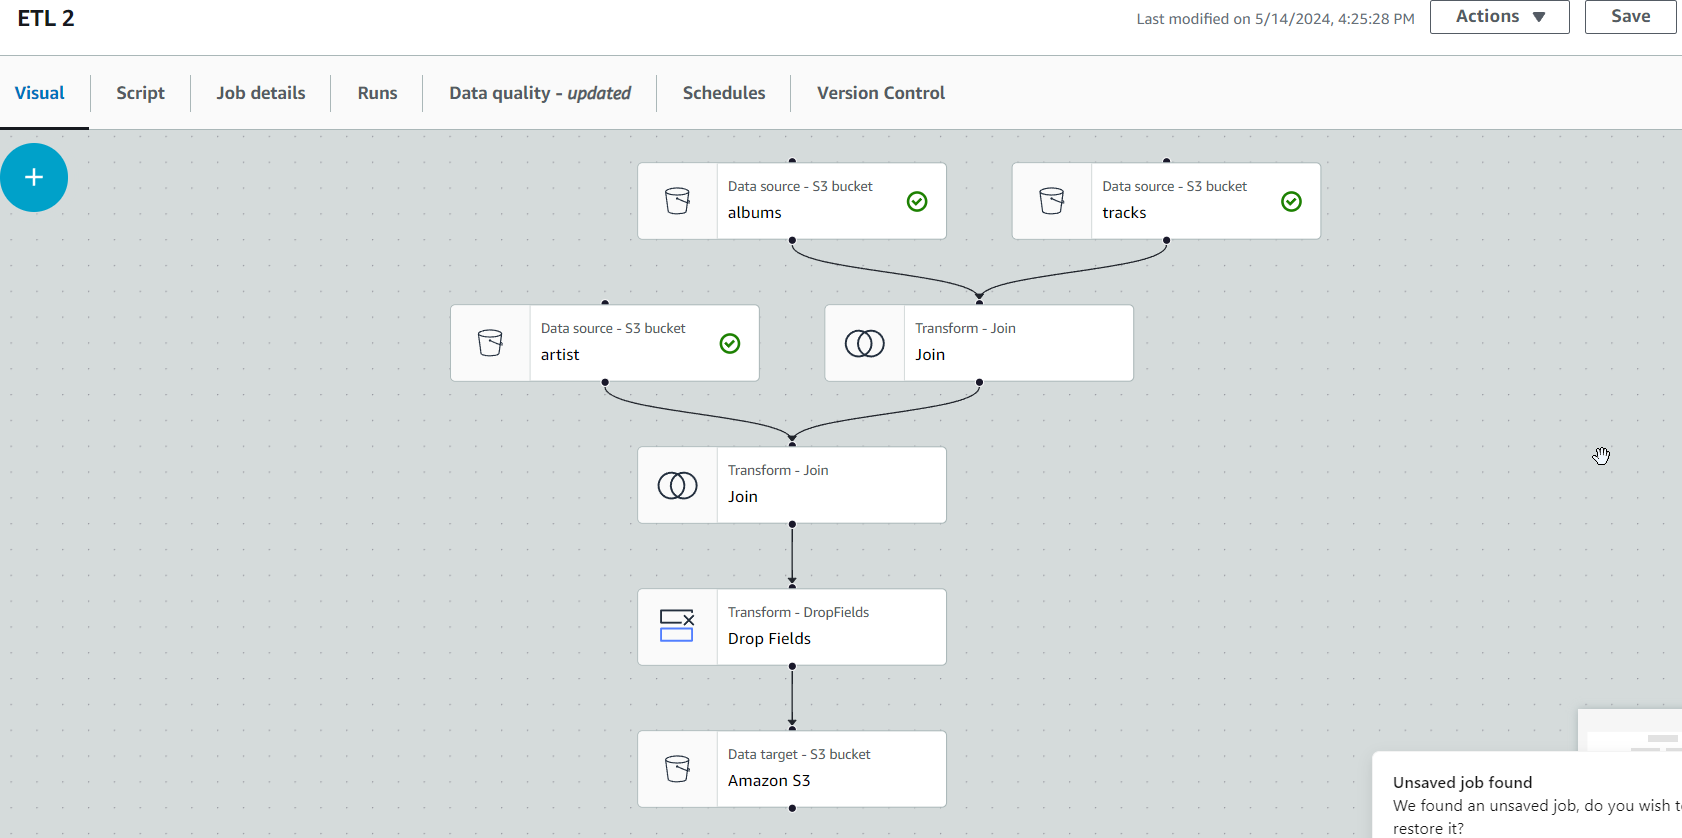 ETL 2
Last modified on 5/14/2024, 4:25:28 PM
Actions
Save
Visual
Script
Job details
Runs
Data quality - updated
Schedules
Version Control
Data source - S3 bucket
albums
Data source - S3 bucket
tracks
Data source - S3 bucket
artist
Transform - Join
Join
Transform - Join
Join
Transform - DropFields
Drop Fields
Data target - S3 bucket
Amazon S3
Unsaved job found
We found an unsaved job, do you wish
restore it?